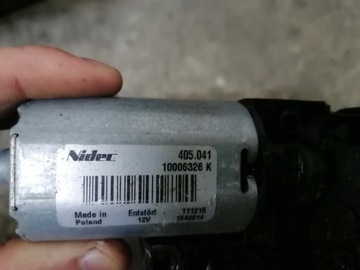 Nidec 405.041
10006326 K
Made in Poland Entstört 12V 111216